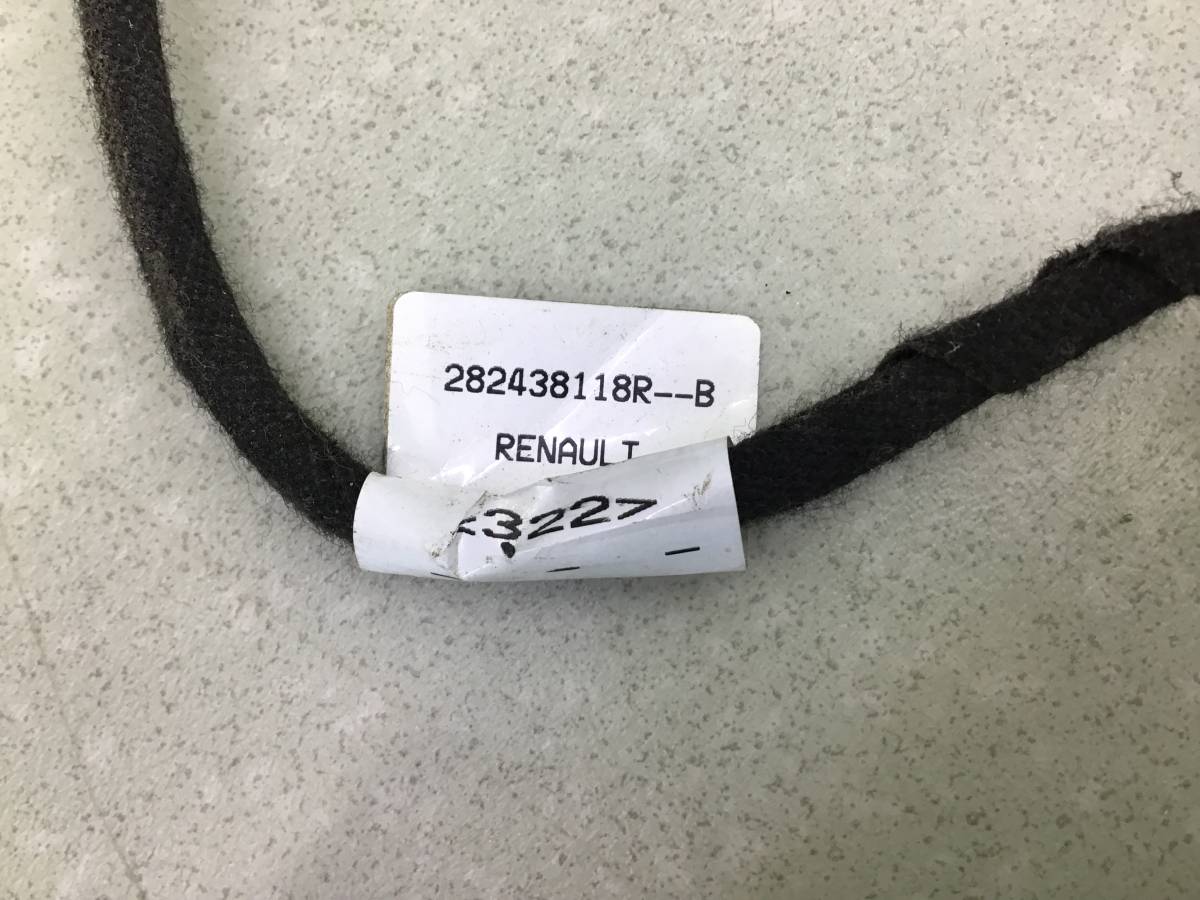 282438118R--B
RENAULT
<3227>